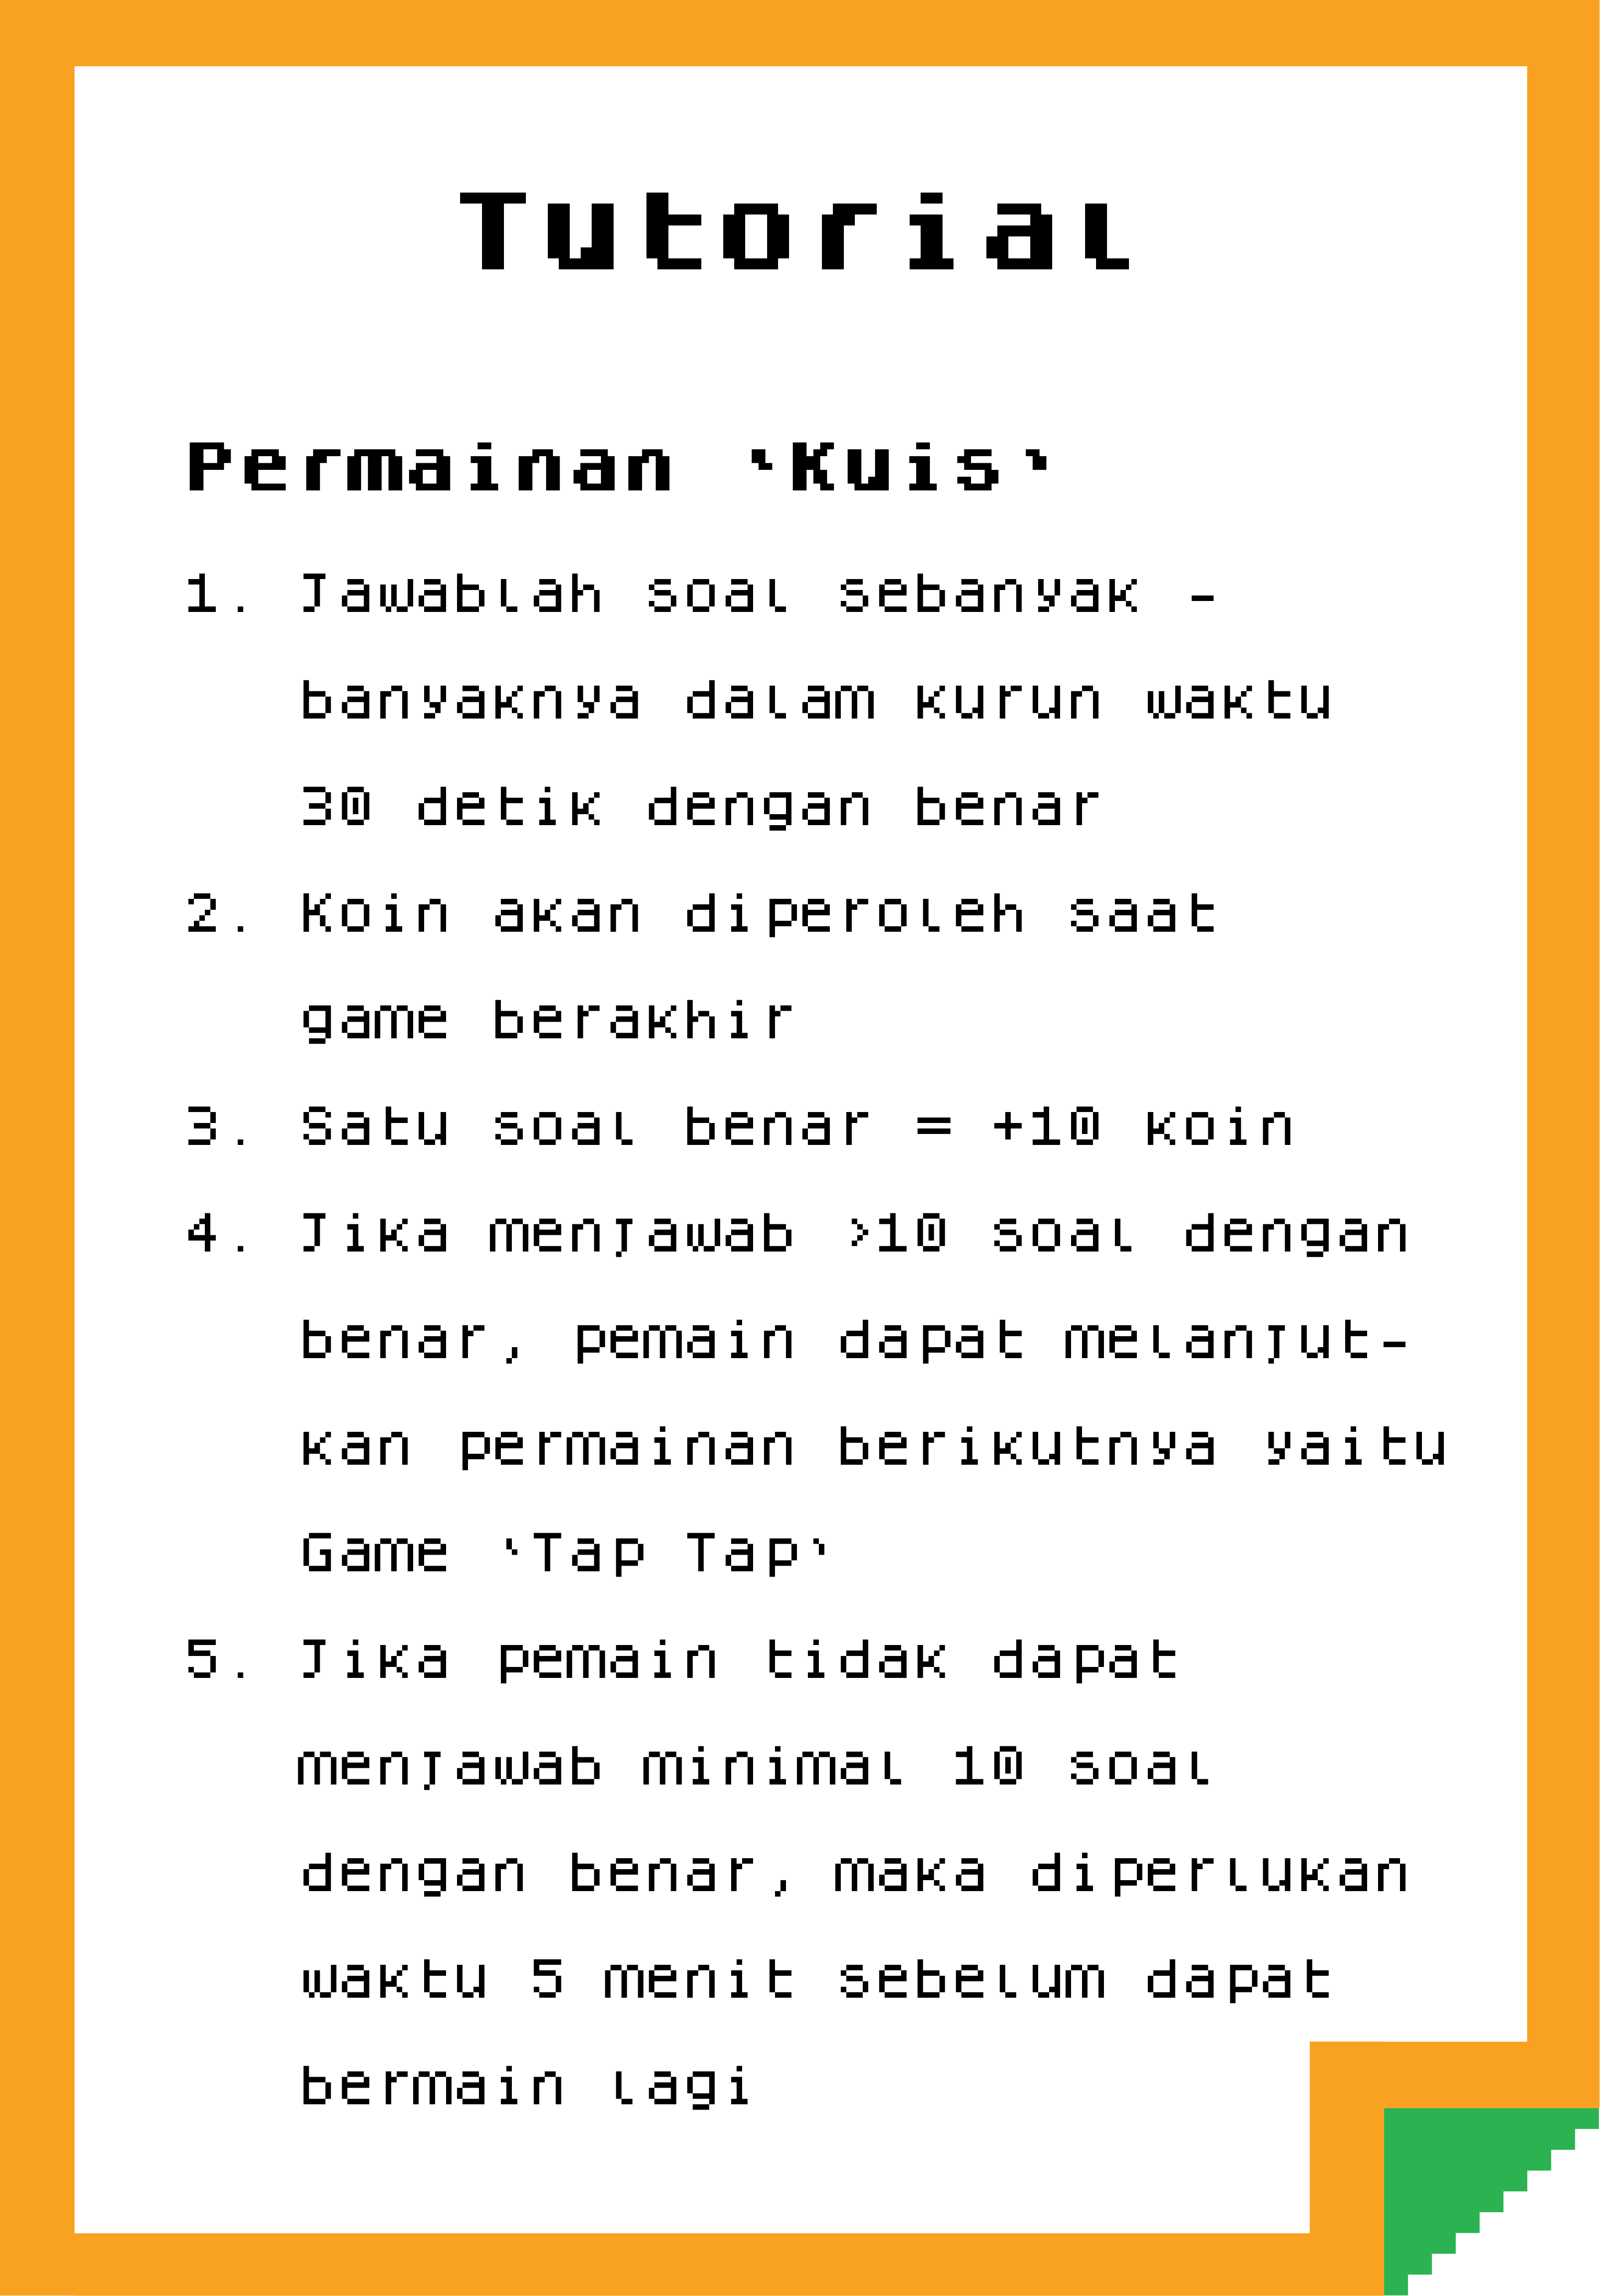 Tutorial
Permainan ‘Kuis’
1. Jawablah soal sebanyak -
banyaknya dalam kurun waktu
30 detik dengan benar
2. Koin akan diperoleh saat
game berakhir
3. Satu soal benar = +10 koin
4. Jika menjawab >10 soal dengan
benar, pemain dapat melanjut-
kan permainan berikutnya yaitu
Game ‘Tap Tap’
5. Jika pemain tidak dapat
menjawab minimal 10 soal
dengan benar, maka diperlukan
waktu 5 menit sebelum dapat
bermain lagi